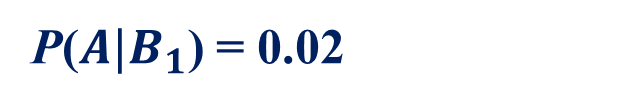 P(A|B₁) = 0.02